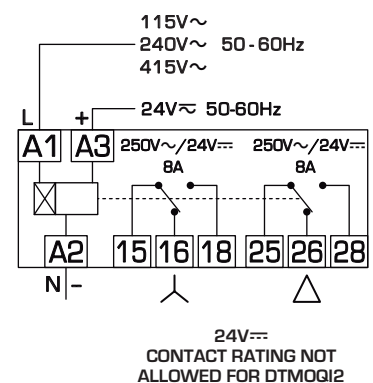 115V~
240V~ 50-60Hz
415V~
L + 24V⎓ 50-60Hz
A1 A3 250V~/24V⎓ 250V~/24V⎓
8A 8A
A2 15 16 18 25 26 28
N -
24V⎓
CONTACT RATING NOT
ALLOWED FOR DTMOQI2